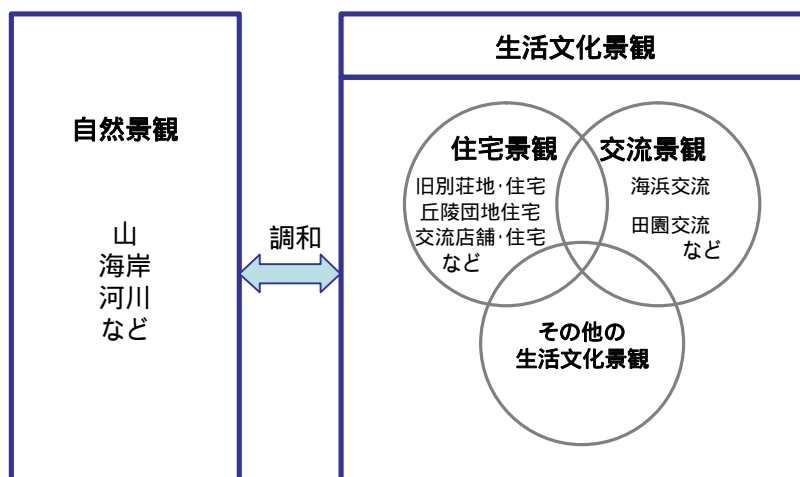 自然景観
山
海岸
河川
など
調和
生活文化景観
住宅景観
旧別荘地·住宅
丘陵団地住宅
交流店舗·住宅
など
交流景観
海浜交流
田園交流
など
その他の
生活文化景観